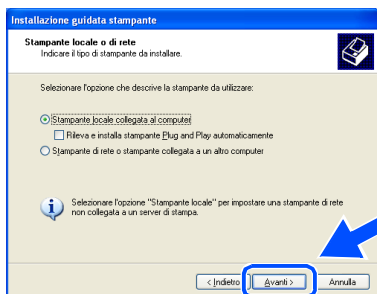 Installazione guidata stampante
Stampante locale o di rete
Indicare il tipo di stampante da installare.
Selezionare l'opzione che descrive la stampante da utilizzare:
Stampante locale collegata al computer
Rileva e installa stampante Plug and Play automaticamente
Stampante di rete o stampante collegata a un altro computer
Selezionare l'opzione "Stampante locale" per impostare una stampante di rete
non collegata a un server di stampa.
< Indietro Avanti > Annulla